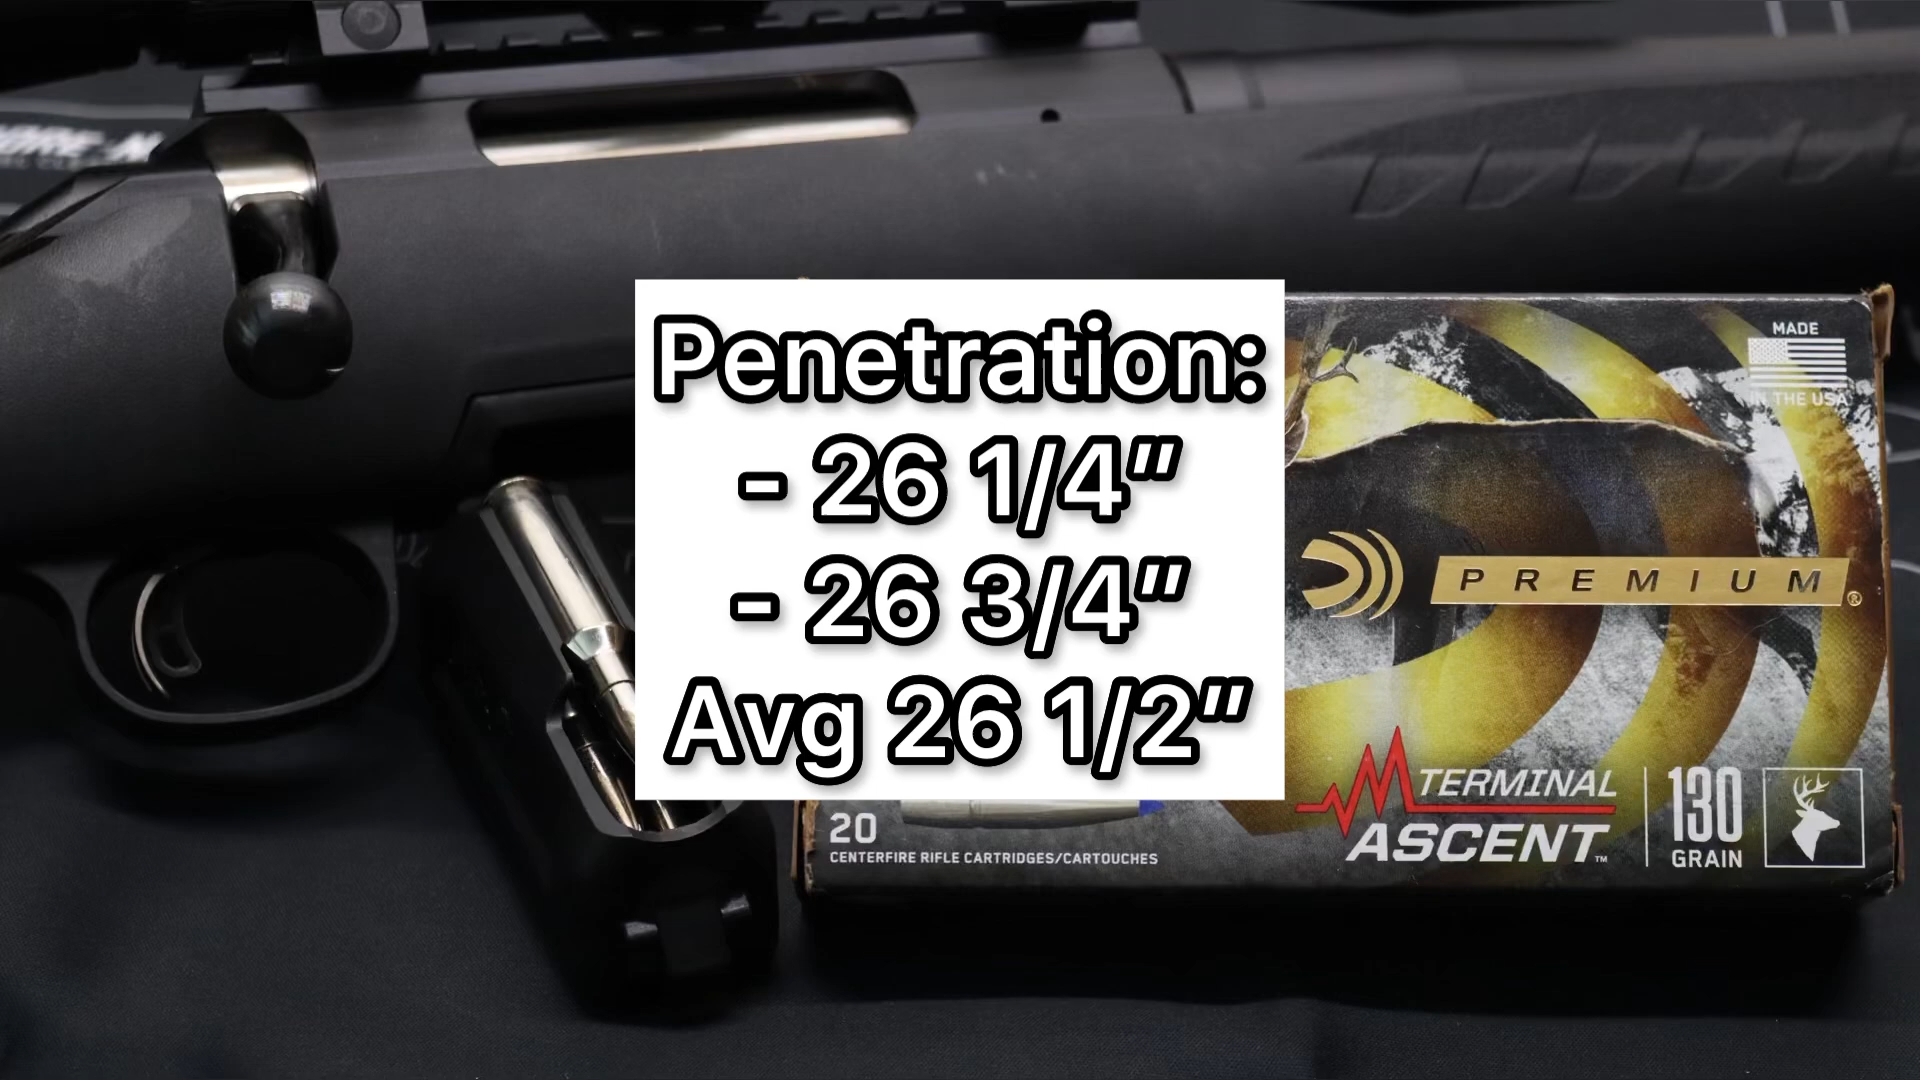 Penetration:
- 26 1/4"
- 26 3/4"
Avg 26 1/2"
MADE
IN THE USA
PREMIUM®
TERMINAL
ASCENT™
130
GRAIN
20
CENTERFIRE RIFLE CARTRIDGES/CARTOUCHES